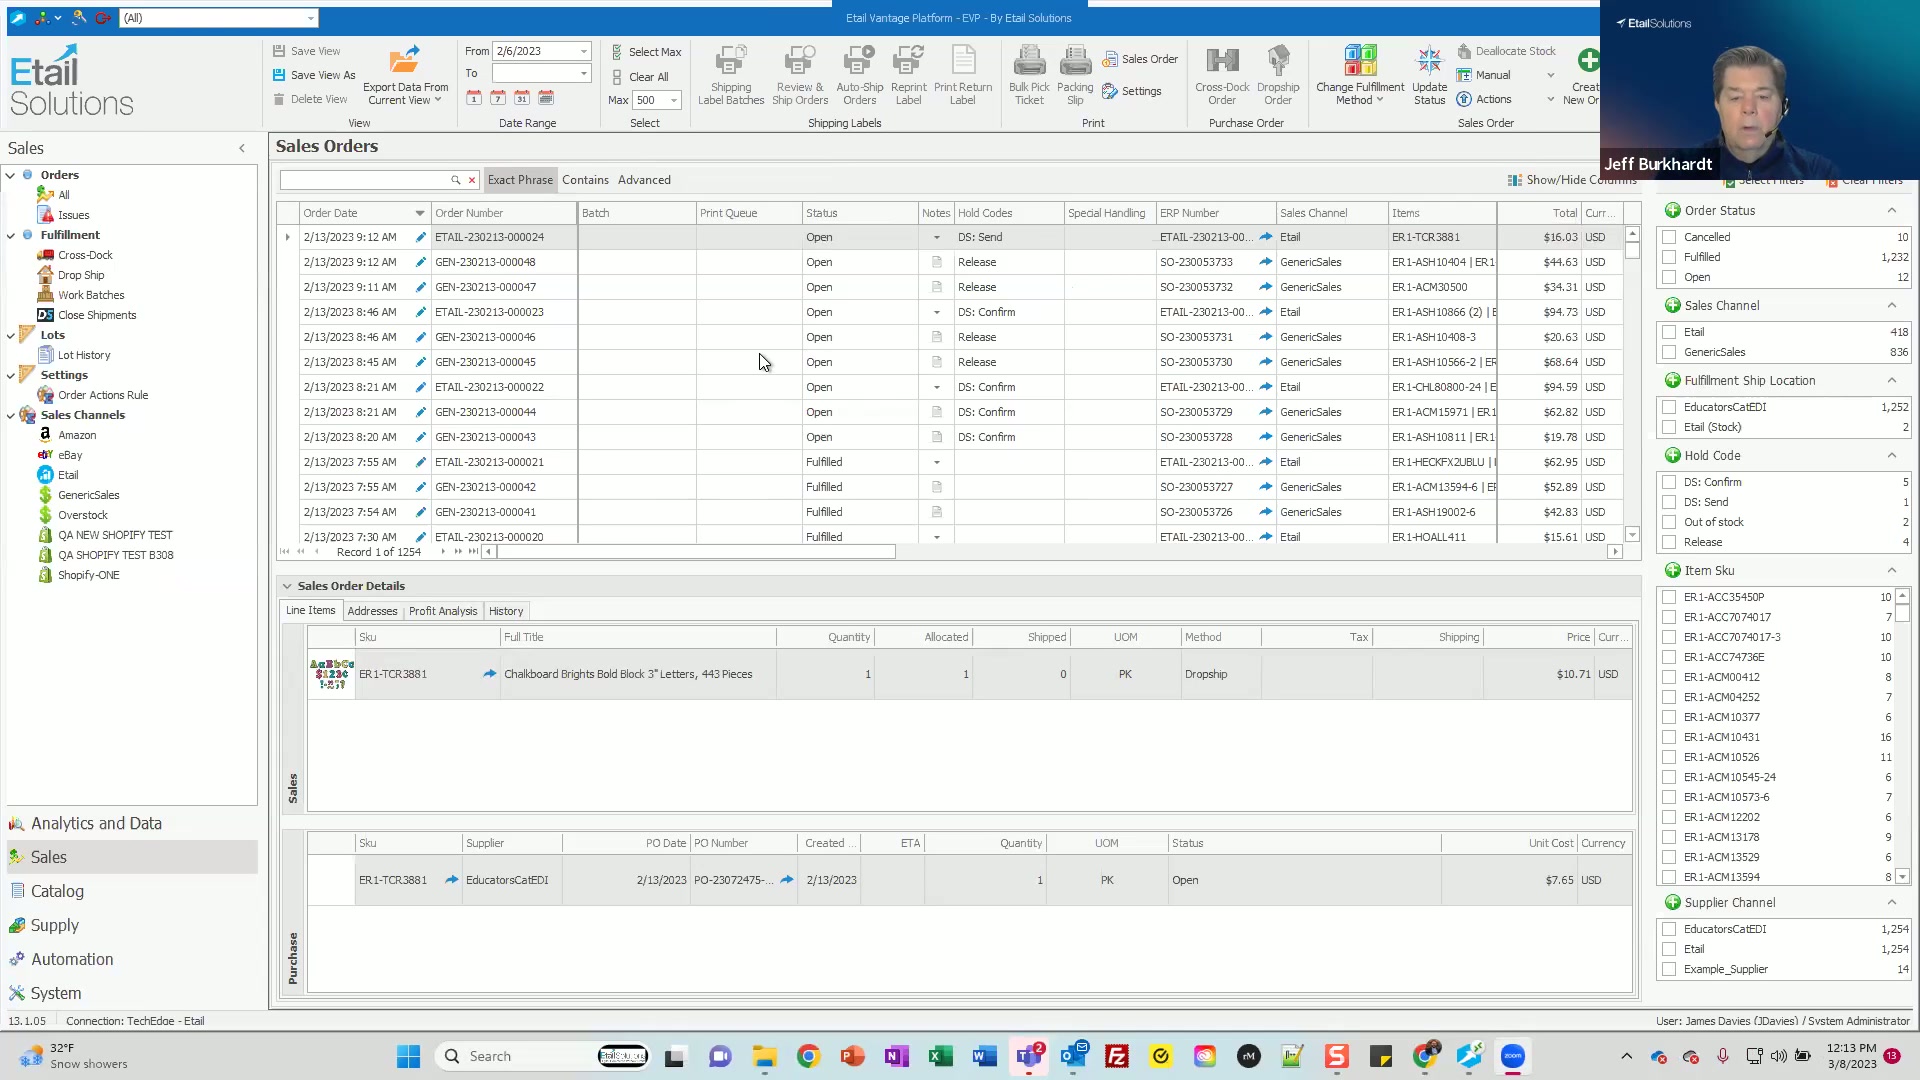 (All)
Etail Vantage Platform - EVP - By Etail Solutions
EtailSolutions
Jeff Burkhardt
Etail
Solutions
Save View
Save View As
Delete View
Export Data From
Current View
View
From 2/6/2023
To
1 7 31
Date Range
Select Max
Clear All
Max 500
Select
Shipping
Label Batches
Review &
Ship Orders
Auto-Ship
Orders
Reprint
Label
Print Return
Label
Shipping Labels
Bulk Pick
Ticket
Packing
Slip
Sales Order
Settings
Print
Cross-Dock
Order
Dropship
Order
Purchase Order
Change Fulfillment
Method
Update
Status
Deallocate Stock
Manual
Actions
Sales Order
Sales
Orders
All
Issues
Fulfillment
Cross-Dock
Drop Ship
Work Batches
Close Shipments
Lots
Lot History
Settings
Order Actions Rule
Sales Channels
Amazon
eBay
Etail
GenericSales
Overstock
QA NEW SHOPIFY TEST
QA SHOPIFY TEST B308
Shopify-ONE
Analytics and Data
Sales
Catalog
Supply
Automation
System
Sales Orders
Exact Phrase Contains Advanced
Show/Hide Columns
Order Date Order Number Batch Print Queue Status Notes Hold Codes Special Handling ERP Number Sales Channel Items Total Curr...
2/13/2023 9:12 AM ETAIL-230213-000024 Open DS: Send ETAIL-230213-00... Etail ER1-TCR3881 $16.03 USD
2/13/2023 9:12 AM GEN-230213-000048 Open Release SO-230053733 GenericSales ER1-ASH10404 | ER1- $44.63 USD
2/13/2023 9:11 AM GEN-230213-000047 Open Release SO-230053732 GenericSales ER1-ACM30500 $34.31 USD
2/13/2023 8:46 AM ETAIL-230213-000023 Open DS: Confirm ETAIL-230213-00... Etail ER1-ASH10866 (2) | E $94.73 USD
2/13/2023 8:46 AM GEN-230213-000046 Open Release SO-230053731 GenericSales ER1-ASH10408-3 $20.63 USD
2/13/2023 8:45 AM GEN-230213-000045 Open Release SO-230053730 GenericSales ER1-ASH10566-2 | ER $68.64 USD
2/13/2023 8:21 AM ETAIL-230213-000022 Open DS: Confirm ETAIL-230213-00... Etail ER1-CHL80800-24 | E $94.59 USD
2/13/2023 8:21 AM GEN-230213-000044 Open DS: Confirm SO-230053729 GenericSales ER1-ACM15971 | ER1 $62.82 USD
2/13/2023 8:20 AM GEN-230213-000043 Open DS: Confirm SO-230053728 GenericSales ER1-ASH10811 | ER1- $19.78 USD
2/13/2023 7:55 AM ETAIL-230213-000021 Fulfilled ETAIL-230213-00... Etail ER1-HECKFX2UBLU | $62.95 USD
2/13/2023 7:55 AM GEN-230213-000042 Fulfilled SO-230053727 GenericSales ER1-ACM13594-6 | EF $52.89 USD
2/13/2023 7:54 AM GEN-230213-000041 Fulfilled SO-230053726 GenericSales ER1-ASH19002-6 $42.83 USD
2/13/2023 7:30 AM ETAIL-230213-000020 Fulfilled ETAIL-230213-00... Etail ER1-HOALL411 $15.61 USD
Record 1 of 1254
Sales Order Details
Line Items Addresses Profit Analysis History
Sku Full Title Quantity Allocated Shipped UOM Method Tax Shipping Price Curr...
ER1-TCR3881 Chalkboard Brights Bold Block 3" Letters, 443 Pieces 1 1 0 PK Dropship $10.71 USD
Sales
Sku Supplier PO Date PO Number Created ... ETA Quantity UOM Status Unit Cost Currency
ER1-TCR3881 EducatorsCatEDI 2/13/2023 PO-23072475-... 2/13/2023 1 PK Open $7.65 USD
Purchase
Select Filters Clear Filters
Order Status
Cancelled 10
Fulfilled 1,232
Open 12
Sales Channel
Etail 418
GenericSales 836
Fulfillment Ship Location
EducatorsCatEDI 1,252
Etail (Stock) 2
Hold Code
DS: Confirm 5
DS: Send 1
Out of stock 2
Release 4
Item Sku
ER1-ACC35450P 10
ER1-ACC7074017 7
ER1-ACC7074017-3 10
ER1-ACC74736E 10
ER1-ACM00412 8
ER1-ACM04252 7
ER1-ACM10377 6
ER1-ACM10431 16
ER1-ACM10526 11
ER1-ACM10545-24 6
ER1-ACM10573-6 7
ER1-ACM12202 6
ER1-ACM13178 9
ER1-ACM13529 6
ER1-ACM13594 8
Supplier Channel
EducatorsCatEDI 1,254
Etail 1,254
Example_Supplier 14
13.1.05 Connection: TechEdge - Etail
User: James Davies (JDavies) / System Administrator
32°F
Snow showers
Search
EtailSolutions
2
rM
zoom
12:13 PM
3/8/2023
13